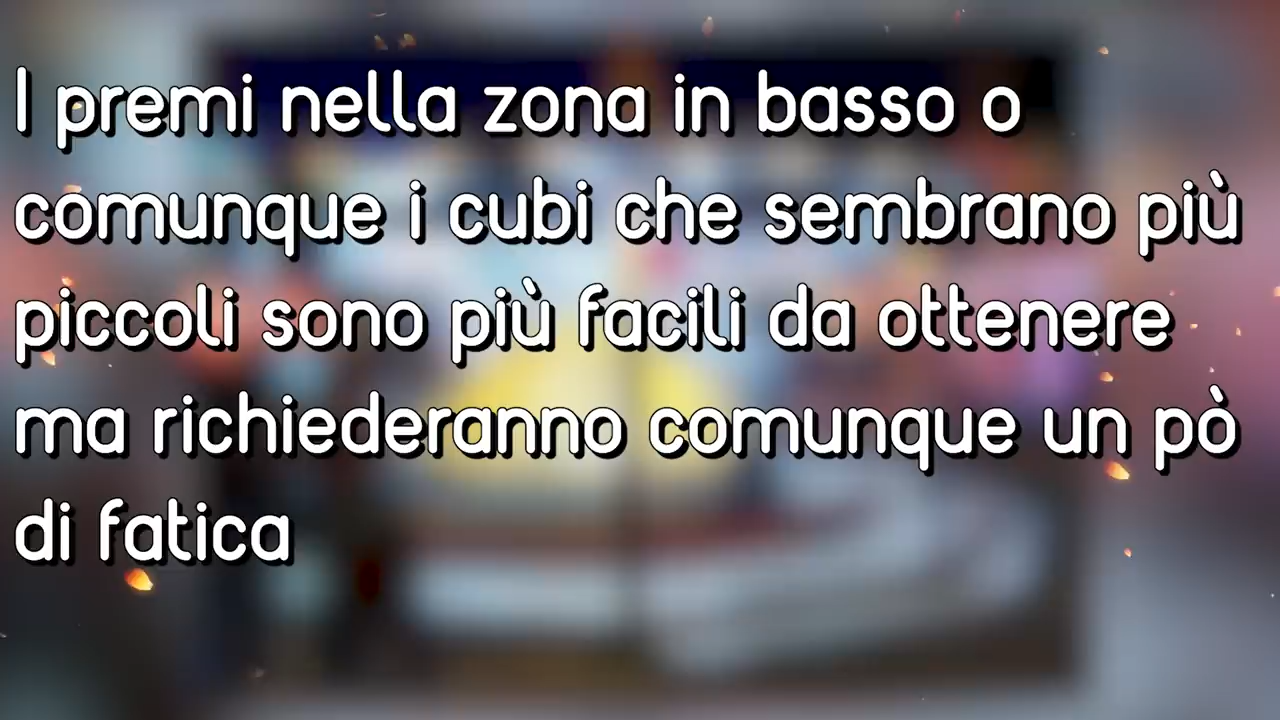 I premi nella zona in basso o
comunque i cubi che sembrano più
piccoli sono più facili da ottenere
ma richiederanno comunque un pò
di fatica